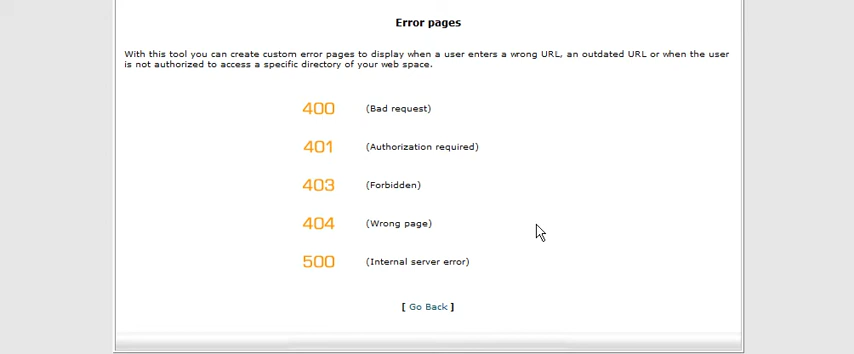 Error pages
With this tool you can create custom error pages to display when a user enters a wrong URL, an outdated URL or when the user
is not authorized to access a specific directory of your web space.
400 (Bad request)
401 (Authorization required)
403 (Forbidden)
404 (Wrong page)
500 (Internal server error)
[ Go Back ]